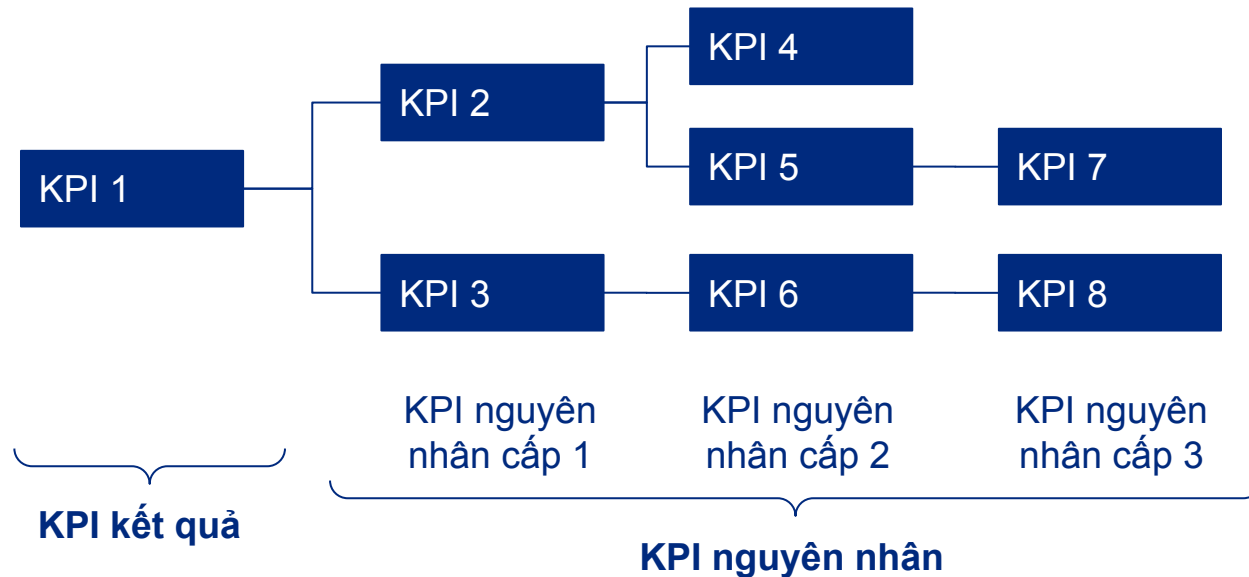 KPI 4
KPI 2
KPI 5
KPI 7
KPI 1
KPI 3
KPI 6
KPI 8
KPI nguyên
nhân cấp 1
KPI nguyên
nhân cấp 2
KPI nguyên
nhân cấp 3
KPI kết quả
KPI nguyên nhân